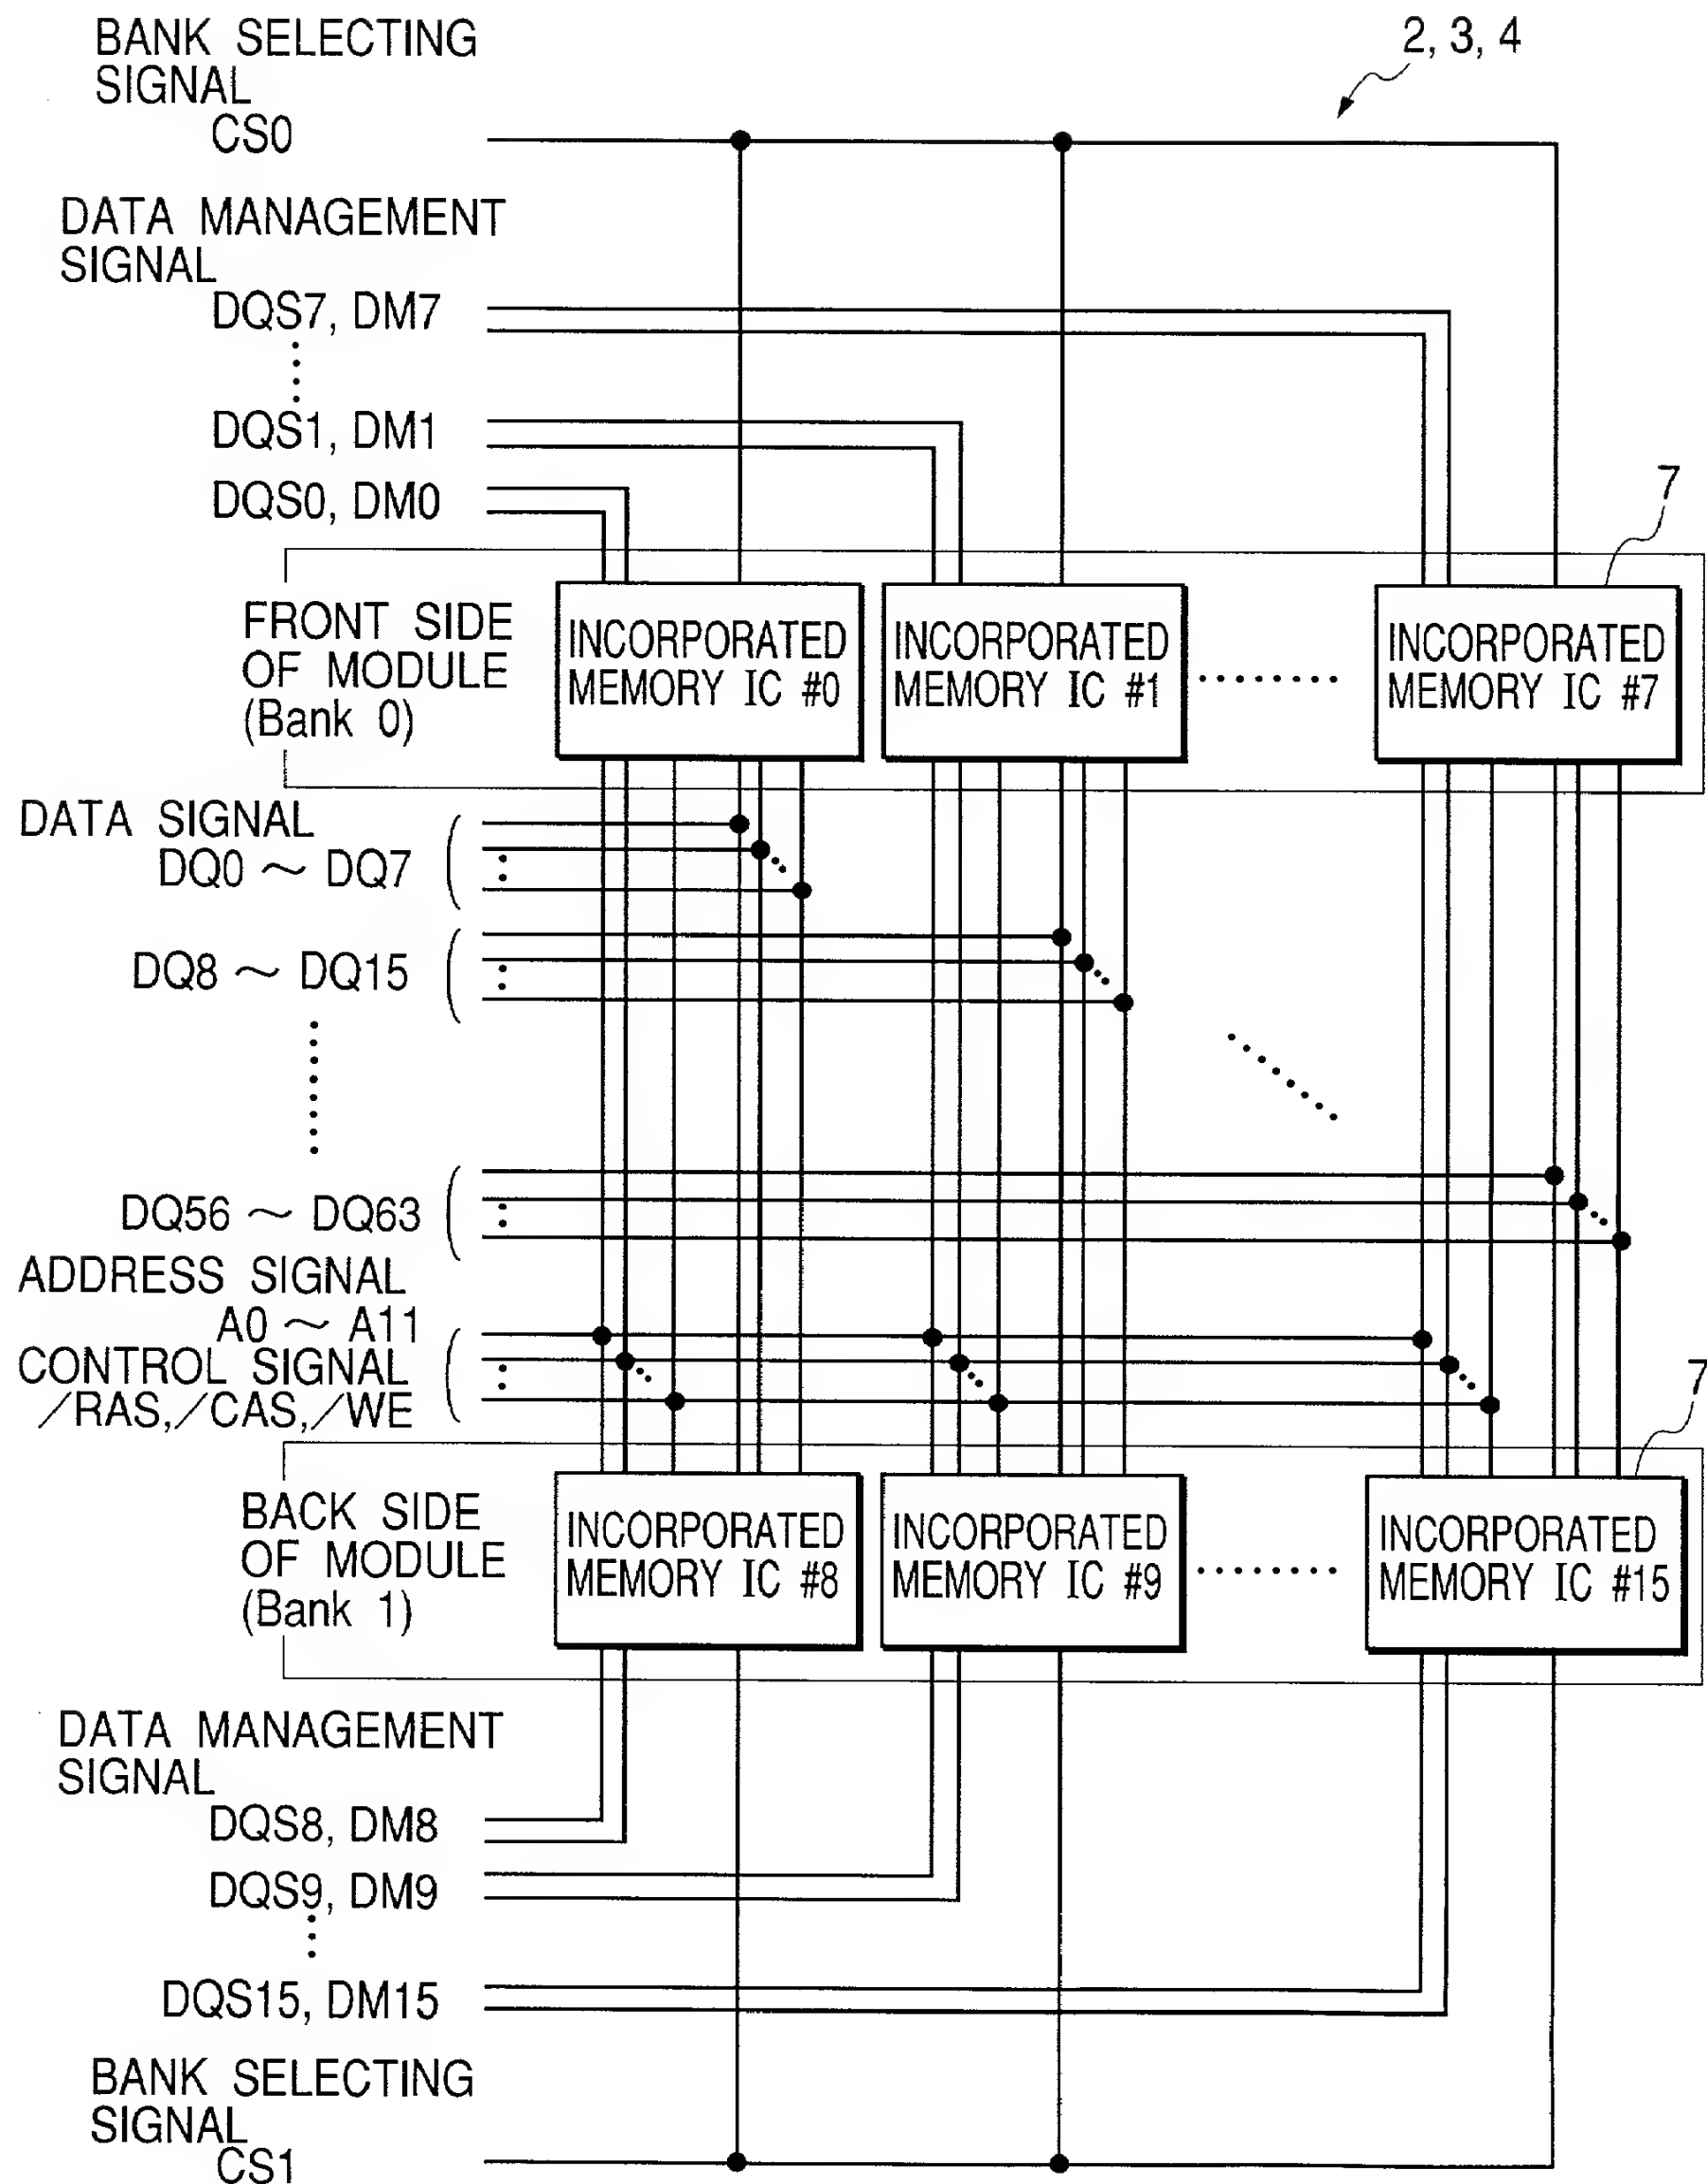 BANK SELECTING
SIGNAL
CS0
2, 3, 4
DATA MANAGEMENT
SIGNAL
DQS7, DM7
DQS1, DM1
DQS0, DM0
7
FRONT SIDE
OF MODULE
(Bank 0)
INCORPORATED
MEMORY IC #0
INCORPORATED
MEMORY IC #1
INCORPORATED
MEMORY IC #7
DATA SIGNAL
DQ0 ~ DQ7
DQ8 ~ DQ15
DQ56 ~ DQ63
ADDRESS SIGNAL
A0 ~ A11
CONTROL SIGNAL
/RAS,/CAS,/WE
7
BACK SIDE
OF MODULE
(Bank 1)
INCORPORATED
MEMORY IC #8
INCORPORATED
MEMORY IC #9
INCORPORATED
MEMORY IC #15
DATA MANAGEMENT
SIGNAL
DQS8, DM8
DQS9, DM9
DQS15, DM15
BANK SELECTING
SIGNAL
CS1